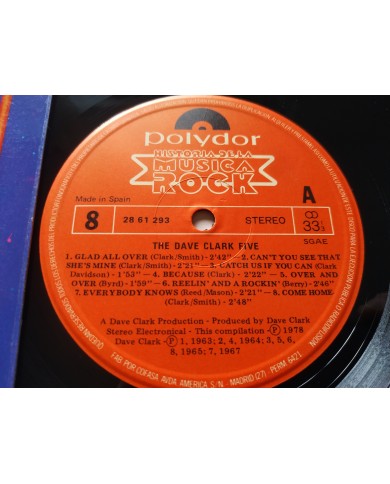 polydor
HISTORIA DE LA
MUSICA
ROCK
Made in Spain
8
28 61 293
STEREO
A
33⅓
SGAE
THE DAVE CLARK FIVE
1. GLAD ALL OVER (Clark/Smith) - 2'42" 2. CAN'T YOU SEE THAT
SHE'S MINE (Clark/Smith) - 2'21" 3. CATCH US IF YOU CAN (Clark
Davidson) - 1'53" 4. BECAUSE (Clark) - 2'22" 5. OVER AND
OVER (Byrd) - 1'59" 6. REELIN' AND A ROCKIN' (Berry) - 2'46"
7. EVERYBODY KNOWS (Reed/Mason) - 2'21" - 8. COME HOME
(Clark/Smith) - 2'48"
A Dave Clark Production - Produced by Dave Clark
Stereo Electronical - This compilation Ⓟ 1978
Dave Clark - Ⓟ 1, 1963; 2, 4, 1964; 3, 5, 6,
8, 1965; 7, 1967
FAB. POR COFASA. AVDA. AMERICA, S/N - MADRID (27) - PERM 6421